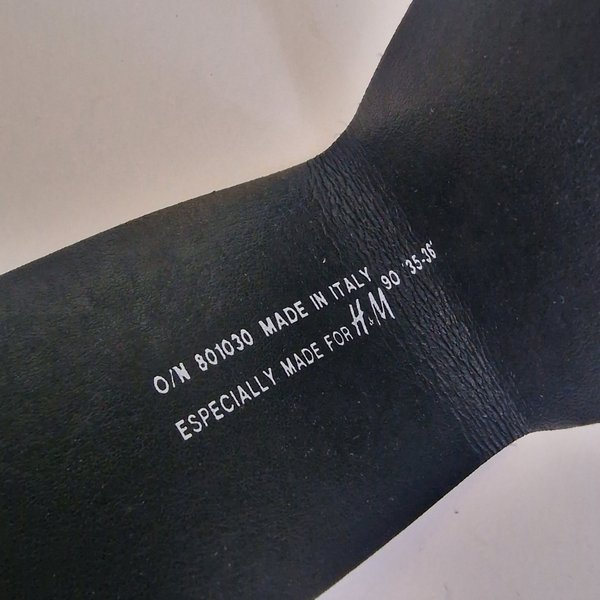 O/N 801030 MADE IN ITALY 90 '35-36'
ESPECIALLY MADE FOR H&M